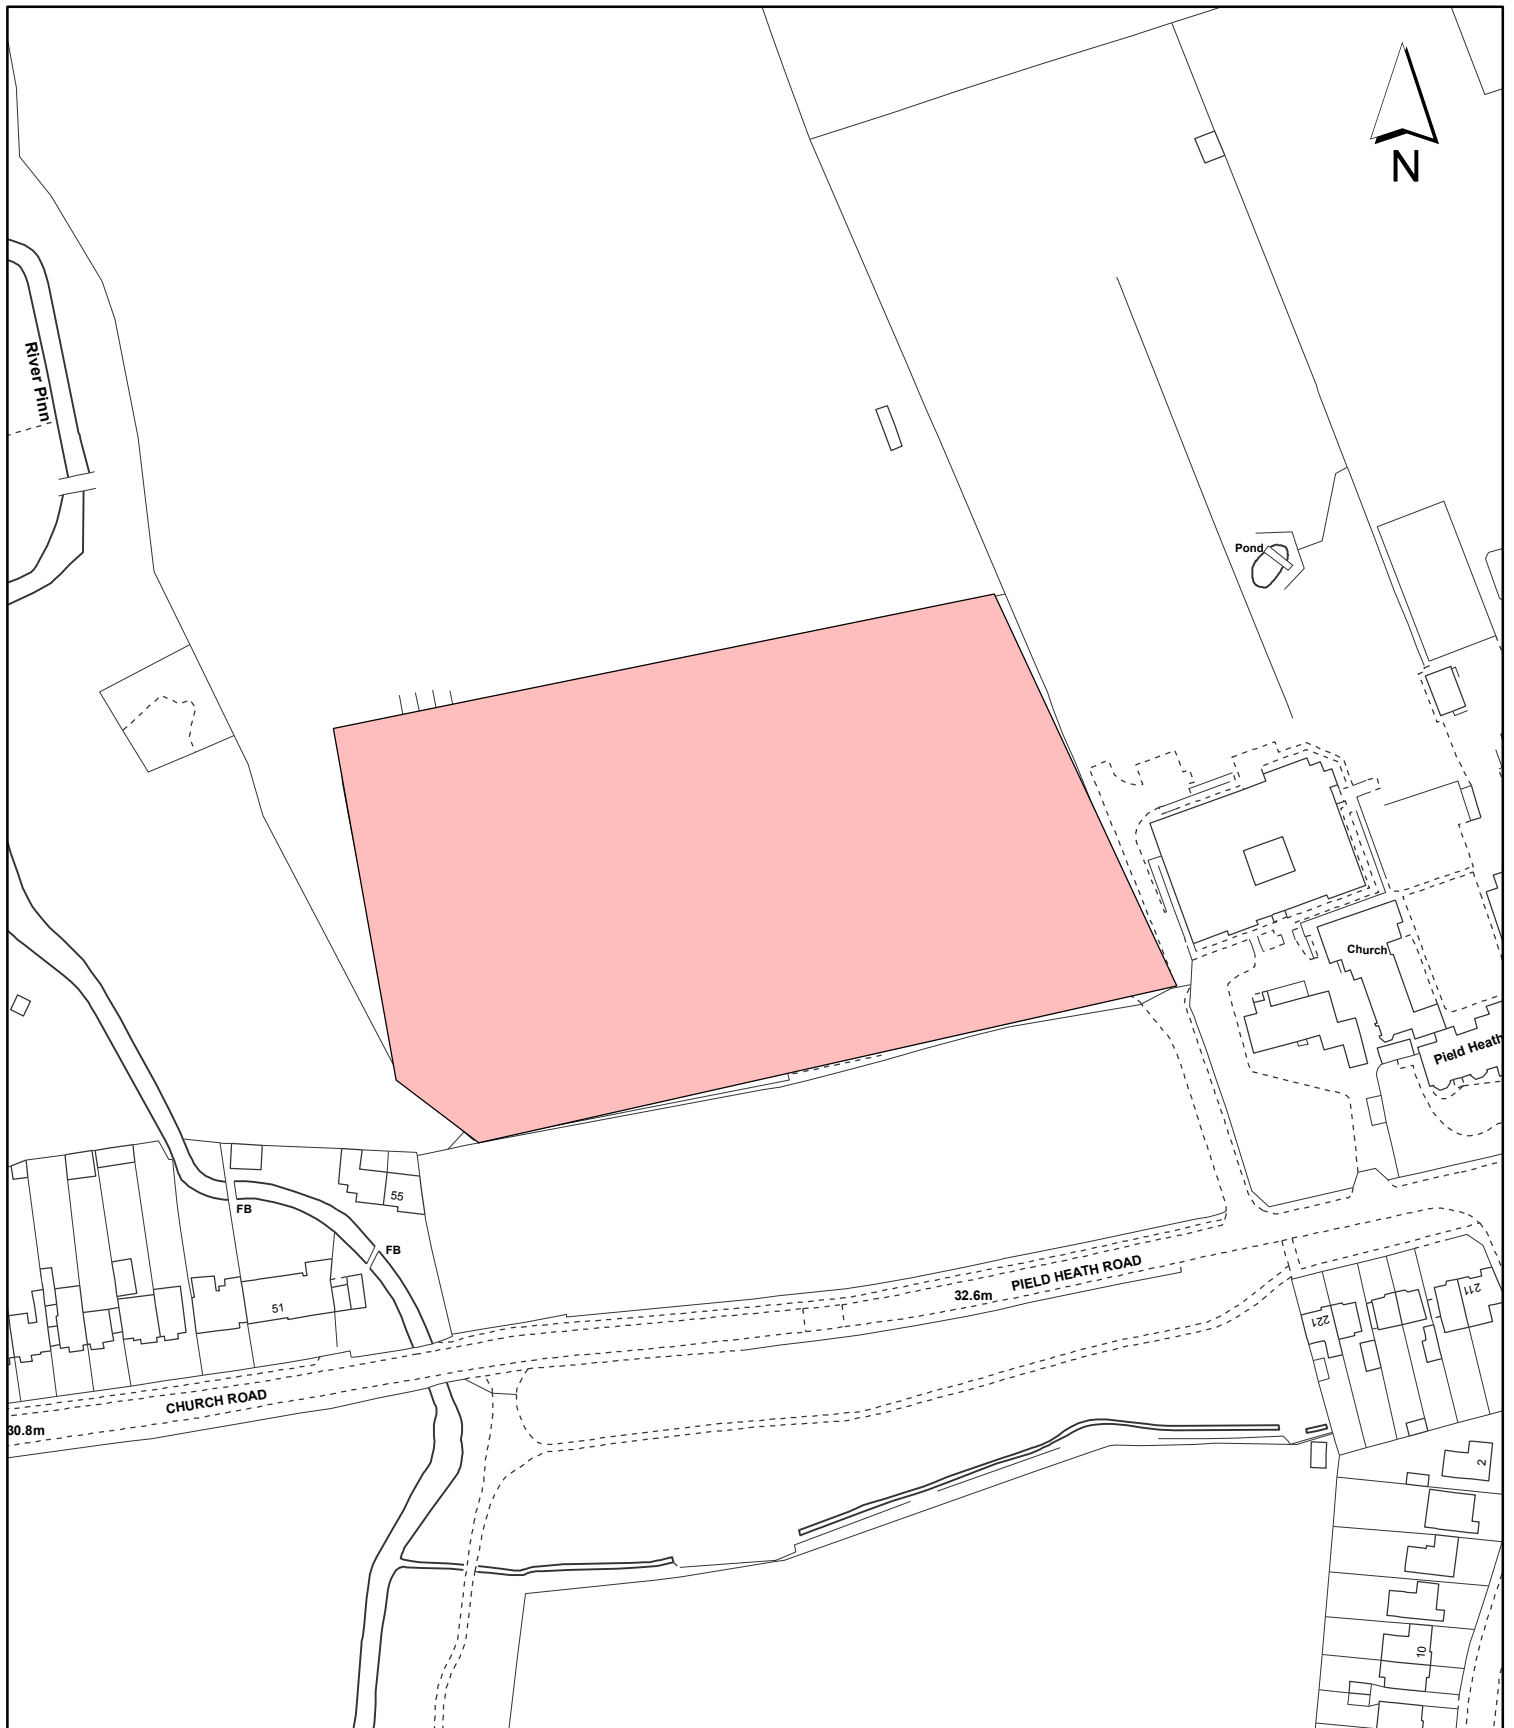 N
River Pinn
Pond
Church
Pield Heath
55
FB
FB
51
PIELD HEATH ROAD
32.6m
211
221
CHURCH ROAD
30.8m
2
10